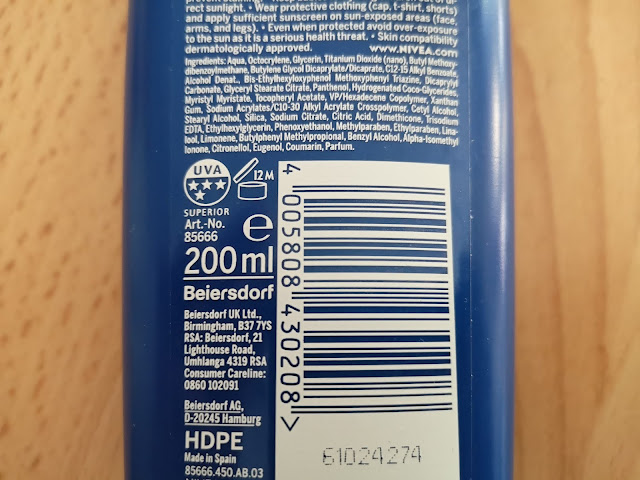 rect sunlight. • Wear protective clothing (cap, t-shirt, shorts)
and apply sufficient sunscreen on sun-exposed areas (face,
arms, and legs). • Even when protected avoid over-exposure
to the sun as it is a serious health threat. • Skin compatibility
dermatologically approved. www.NIVEA.com
Ingredients: Aqua, Octocrylene, Glycerin, Titanium Dioxide (nano), Butyl Methoxy-
dibenzoylmethane, Butylene Glycol Dicaprylate/Dicaprate, C12-15 Alkyl Benzoate,
Alcohol Denat., Bis-Ethylhexyloxyphenol Methoxyphenyl Triazine, Dicaprylyl
Carbonate, Glyceryl Stearate Citrate, Panthenol, Hydrogenated Coco-Glycerides,
Myristyl Myristate, Tocopheryl Acetate, VP/Hexadecene Copolymer, Xanthan
Gum, Sodium Acrylates/C10-30 Alkyl Acrylate Crosspolymer, Cetyl Alcohol,
Stearyl Alcohol, Silica, Sodium Citrate, Citric Acid, Dimethicone, Trisodium
EDTA, Ethylhexylglycerin, Phenoxyethanol, Methylparaben, Ethylparaben, Lina-
lool, Limonene, Butylphenyl Methylpropional, Benzyl Alcohol, Alpha-Isomethyl
Ionone, Citronellol, Eugenol, Coumarin, Parfum.
UVA
12 M
SUPERIOR
Art.-No.
85666
e
200 ml
Beiersdorf
Beiersdorf UK Ltd.,
Birmingham, B37 7YS
RSA: Beiersdorf, 21
Lighthouse Road,
Umhlanga 4319 RSA
Consumer Careline:
0860 102091
Beiersdorf AG,
D-20245 Hamburg
HDPE
Made in Spain
85666.450.AB.03
4 005808 430208 >
61024274